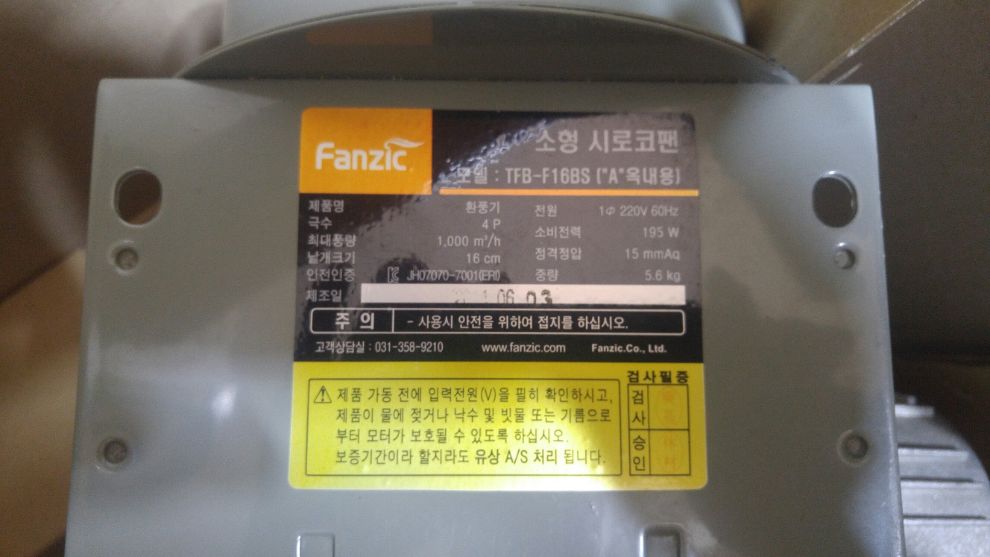 Fanzic
소형 시로코팬
모델 : TFB-F16BS ("A"옥내용)
제품명 환풍기
극수 4 P
최대풍량 1,000 m³/h
날개크기 16 cm
안전인증 JH07070-7001(ERI)
제조일 06 03
전원 1Φ 220V 60Hz
소비전력 195 W
정격정압 15 mmAq
중량 5.6 kg
주 의 - 사용시 안전을 위하여 접지를 하십시오.
고객상담실 : 031-358-9210 www.fanzic.com Fanzic.Co., Ltd.
⚠ 제품 가동 전에 입력전원(V)을 필히 확인하시고,
제품이 물에 젖거나 낙수 및 빗물 또는 기름으로
부터 모터가 보호될 수 있도록 하십시오.
보증기간이라 할지라도 유상 A/S 처리 됩니다.
검사필증
검사
승인